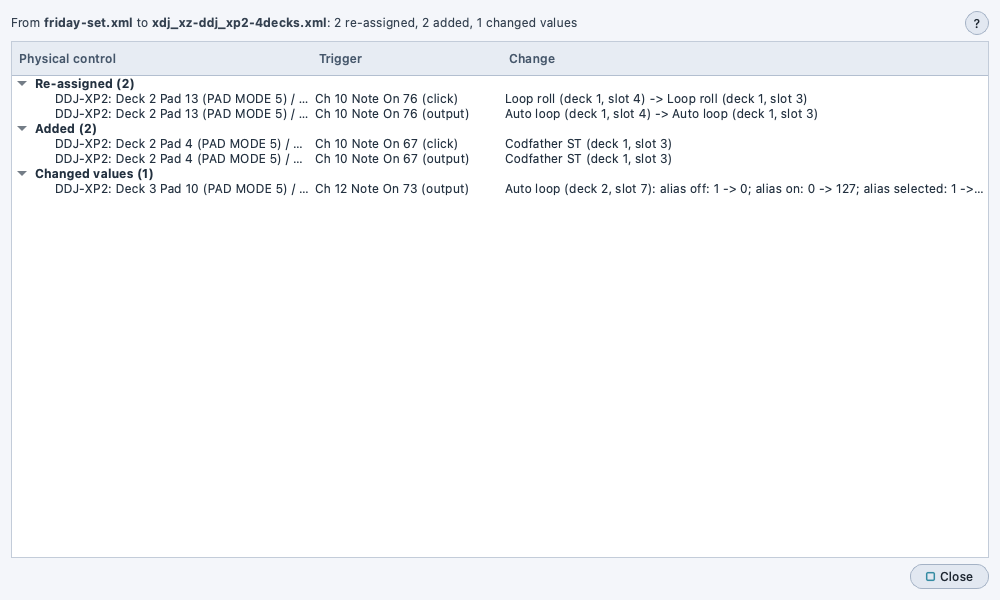 From friday-set.xml to xdj_xz-ddj_xp2-4decks.xml: 2 re-assigned, 2 added, 1 changed values
?
Physical control Trigger Change
Re-assigned (2)
DDJ-XP2: Deck 2 Pad 13 (PAD MODE 5) / ... Ch 10 Note On 76 (click) Loop roll (deck 1, slot 4) -> Loop roll (deck 1, slot 3)
DDJ-XP2: Deck 2 Pad 13 (PAD MODE 5) / ... Ch 10 Note On 76 (output) Auto loop (deck 1, slot 4) -> Auto loop (deck 1, slot 3)
Added (2)
DDJ-XP2: Deck 2 Pad 4 (PAD MODE 5) / ... Ch 10 Note On 67 (click) Codfather ST (deck 1, slot 3)
DDJ-XP2: Deck 2 Pad 4 (PAD MODE 5) / ... Ch 10 Note On 67 (output) Codfather ST (deck 1, slot 3)
Changed values (1)
DDJ-XP2: Deck 3 Pad 10 (PAD MODE 5) / ... Ch 12 Note On 73 (output) Auto loop (deck 2, slot 7): alias off: 1 -> 0; alias on: 0 -> 127; alias selected: 1 ->...
Close